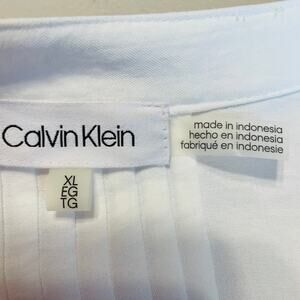 Calvin Klein
XL
EG
TG
made in indonesia
hecho en indonesia
fabriqué en indonesie